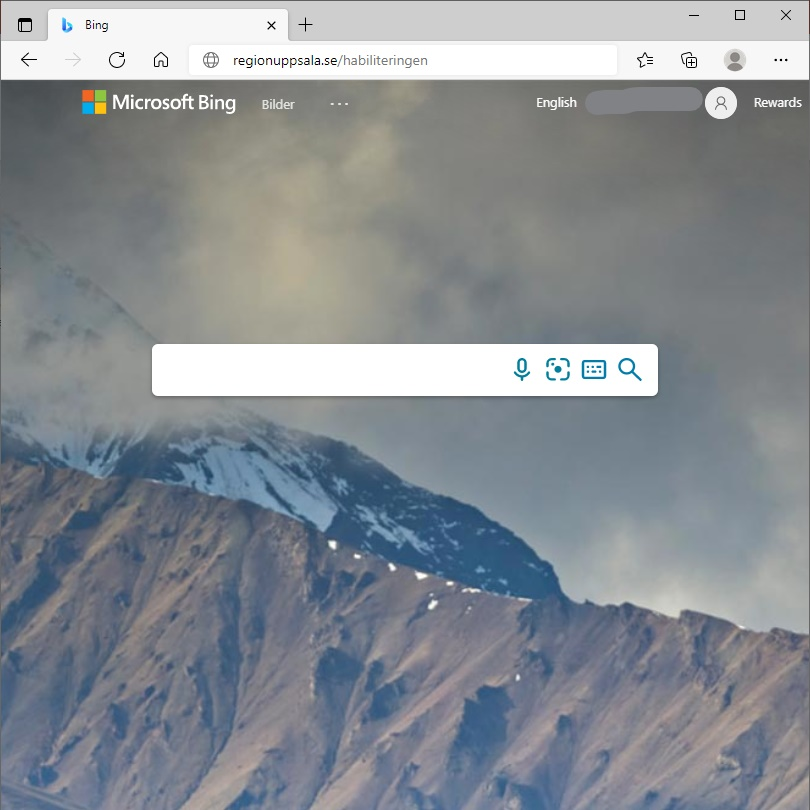 Bing
regionuppsala.se/habiliteringen
Microsoft Bing Bilder ... English Rewards